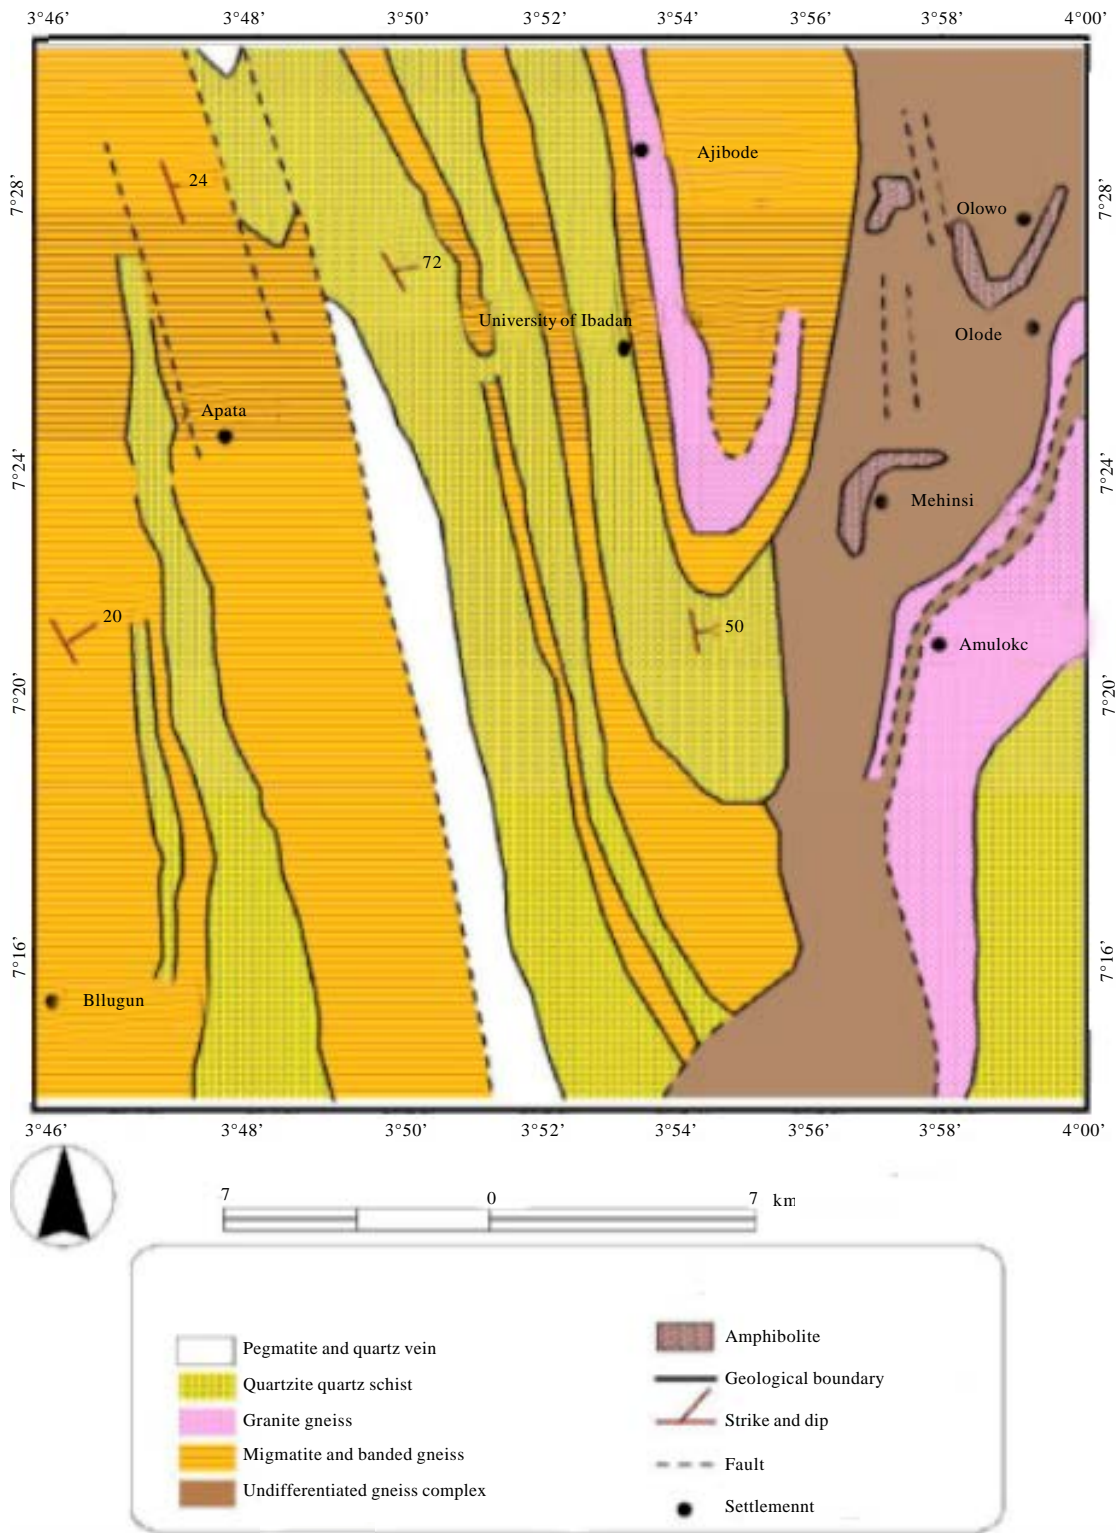 3°46’ 3°48’ 3°50’ 3°52’ 3°54’ 3°56’ 3°58’ 4°00’
Ajibode
24
7°28’ 7°28’
Olowo
72
University of Ibadan
Olode
Apata
7°24’ 7°24’
Mehinsi
20
50
Amulokc
7°20’ 7°20’
7°16’ 7°16’
Bllugun
3°46’ 3°48’ 3°50’ 3°52’ 3°54’ 3°56’ 3°58’ 4°00’
7 0 7 km
Pegmatite and quartz vein
Quartzite quartz schist
Granite gneiss
Migmatite and banded gneiss
Undifferentiated gneiss complex
Amphibolite
Geological boundary
Strike and dip
Fault
Settlemennt